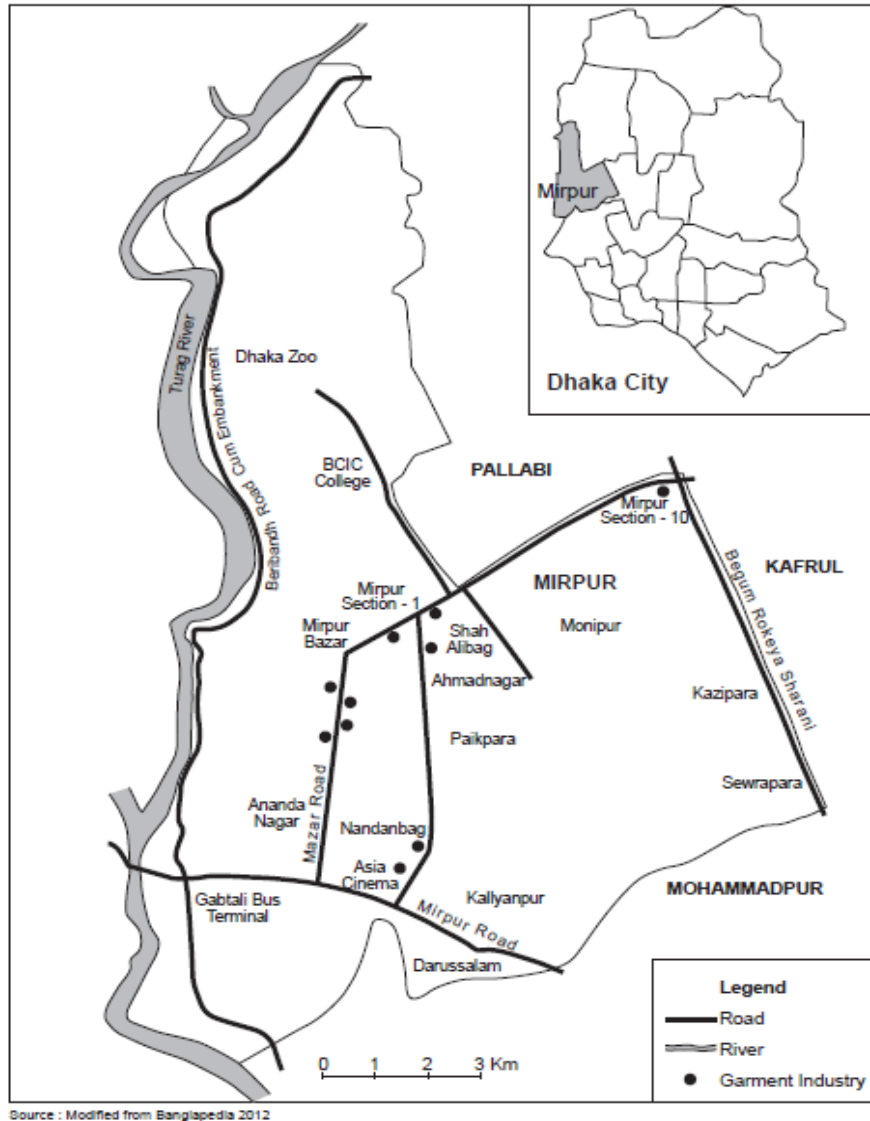 Mirpur
Dhaka City
Turag River
Beribandh Road Cum Embankment
Dhaka Zoo
BCIC
College
PALLABI
Mirpur
Section - 10
KAFRUL
Begum Rokeya Sharani
MIRPUR
Mirpur
Section - 1
Mirpur
Bazar
Shah
Alibag
Monipur
Ahmadnagar
Kazipara
Paikpara
Sewrapara
Ananda
Nagar
Mazar Road
Nandanbag
Asia
Cinema
Kallyanpur
MOHAMMADPUR
Gabtali Bus
Terminal
Mirpur Road
Darussalam
Legend
Road
River
Garment Industry
0 1 2 3 Km
Source : Modified from Banglapedia 2012